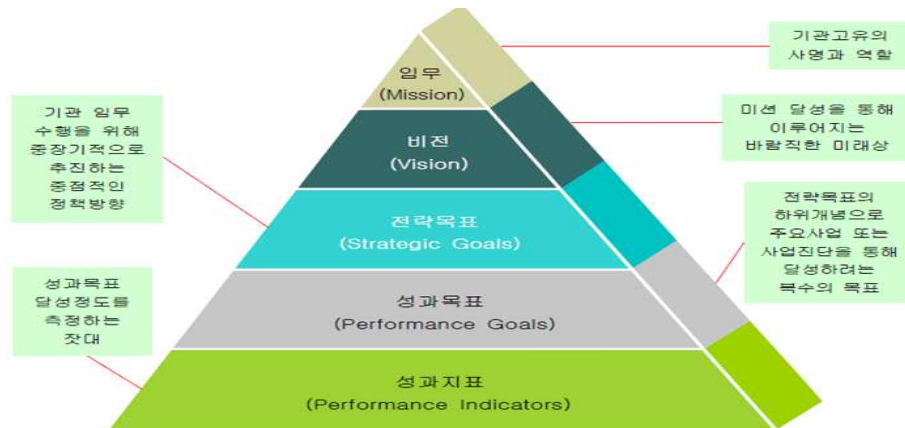 기관고유의
사명과 역할
임무
(Mission)
기관 임무
수행을 위해
중장기적으로
추진하는
중점적인
정책방향
미션 달성을 통해
이루어지는
바람직한 미래상
비전
(Vision)
전략목표의
하위개념으로
주요사업 또는
사업진단을 통해
달성하려는
복수의 목표
전략목표
(Strategic Goals)
성과목표
달성정도를
측정하는
잣대
성과목표
(Performance Goals)
성과지표
(Performance Indicators)